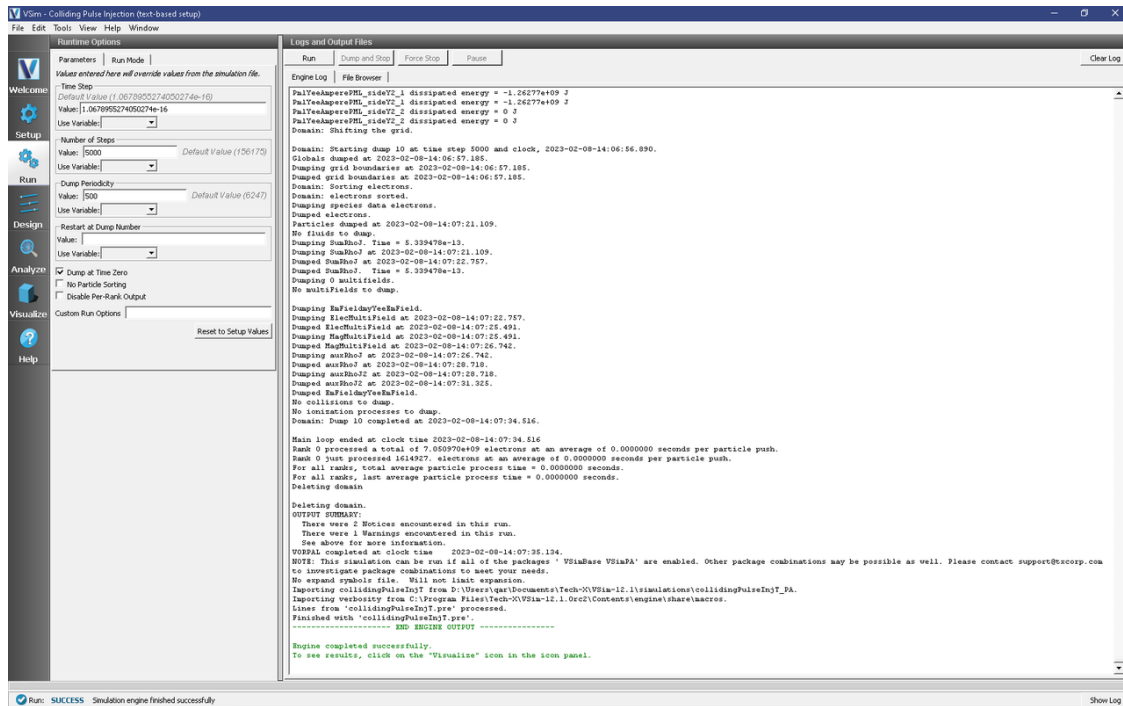 VSim - Colliding Pulse Injection (text-based setup)
File Edit Tools View Help Window
Welcome
Setup
Run
Design
Analyze
Visualize
Help
Runtime Options
Parameters
Run Mode
Values entered here will override values from the simulation file.
Time Step
Default Value (1.0678955274050274e-16)
Value: 1.0678955274050274e-16
Use Variable:
Number of Steps
Value: 5000 Default Value (156175)
Use Variable:
Dump Periodicity
Value: 500 Default Value (6247)
Use Variable:
Restart at Dump Number
Value:
Use Variable:
Dump at Time Zero
No Particle Sorting
Disable Per-Rank Output
Custom Run Options
Reset to Setup Values
Logs and Output Files
Run Dump and Stop Force Stop Pause Clear Log
Engine Log File Browser
PmlYeeAmperePML_sideY2_1 dissipated energy = -1.26277e+09 J
PmlYeeAmperePML_sideY2_1 dissipated energy = -1.26277e+09 J
PmlYeeAmperePML_sideY2_2 dissipated energy = 0 J
PmlYeeAmperePML_sideY2_2 dissipated energy = 0 J
Domain: Shifting the grid.
Domain: Starting dump 10 at time step 5000 and clock, 2023-02-08-14:06:56.890.
Globals dumped at 2023-02-08-14:06:57.185.
Dumping grid boundaries at 2023-02-08-14:06:57.185.
Dumped grid boundaries at 2023-02-08-14:06:57.185.
Domain: Sorting electrons.
Domain: electrons sorted.
Dumping species data electrons.
Dumped electrons.
Particles dumped at 2023-02-08-14:07:21.109.
No fluids to dump.
Dumping SumRhoJ. Time = 5.339478e-13.
Dumping SumRhoJ at 2023-02-08-14:07:21.109.
Dumped SumRhoJ at 2023-02-08-14:07:22.757.
Dumped SumRhoJ. Time = 5.339478e-13.
Dumping 0 multifields.
No multiFields to dump.
Dumping EmFieldmyYeeEmField.
Dumping ElecMultiField at 2023-02-08-14:07:22.757.
Dumped ElecMultiField at 2023-02-08-14:07:25.491.
Dumping MagMultiField at 2023-02-08-14:07:25.491.
Dumped MagMultiField at 2023-02-08-14:07:26.742.
Dumping auxRhoJ at 2023-02-08-14:07:26.742.
Dumped auxRhoJ at 2023-02-08-14:07:28.718.
Dumping auxRhoJ2 at 2023-02-08-14:07:28.718.
Dumped auxRhoJ2 at 2023-02-08-14:07:31.325.
Dumped EmFieldmyYeeEmField.
No collisions to dump.
No ionization processes to dump.
Domain: Dump 10 completed at 2023-02-08-14:07:34.516.
Main loop ended at clock time 2023-02-08-14:07:34.516
Rank 0 processed a total of 7.050970e+09 electrons at an average of 0.0000000 seconds per particle push.
Rank 0 just processed 1614927. electrons at an average of 0.0000000 seconds per particle push.
For all ranks, total average particle process time = 0.0000000 seconds.
For all ranks, last average particle process time = 0.0000000 seconds.
Deleting domain
Deleting domain.
OUTPUT SUMMARY:
There were 2 Notices encountered in this run.
There were 1 Warnings encountered in this run.
See above for more information.
VORPAL completed at clock time 2023-02-08-14:07:35.134.
NOTE: This simulation can be run if all of the packages ' VSimBase VSimPA' are enabled. Other package combinations may be possible as well. Please contact support@txcorp.com
to investigate package combinations to meet your needs.
No expand symbols file. Will not limit expansion.
Importing collidingPulseInjT from D:\Users\qar\Documents\Tech-X\VSim-12.1\simulations\collidingPulseInjT_PA.
Importing verbosity from C:\Program Files\Tech-X\VSim-12.1.0rc2\Contents\engine\share\macros.
Lines from 'collidingPulseInjT.pre' processed.
Finished with 'collidingPulseInjT.pre'.
--------------------- END ENGINE OUTPUT ----------------
Engine completed successfully.
To see results, click on the "Visualize" icon in the icon panel.
Run: SUCCESS Simulation engine finished successfully
Show Log